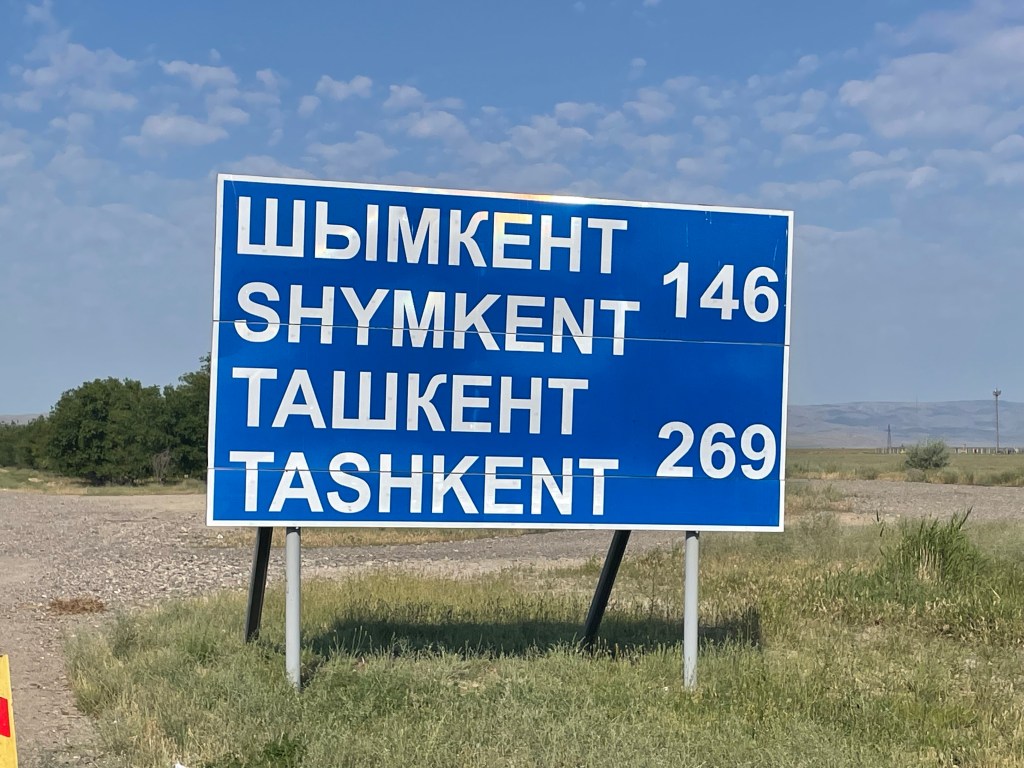 ШЫМКЕНТ
SHYMKENT 146
ТАШКЕНТ
TASHKENT 269